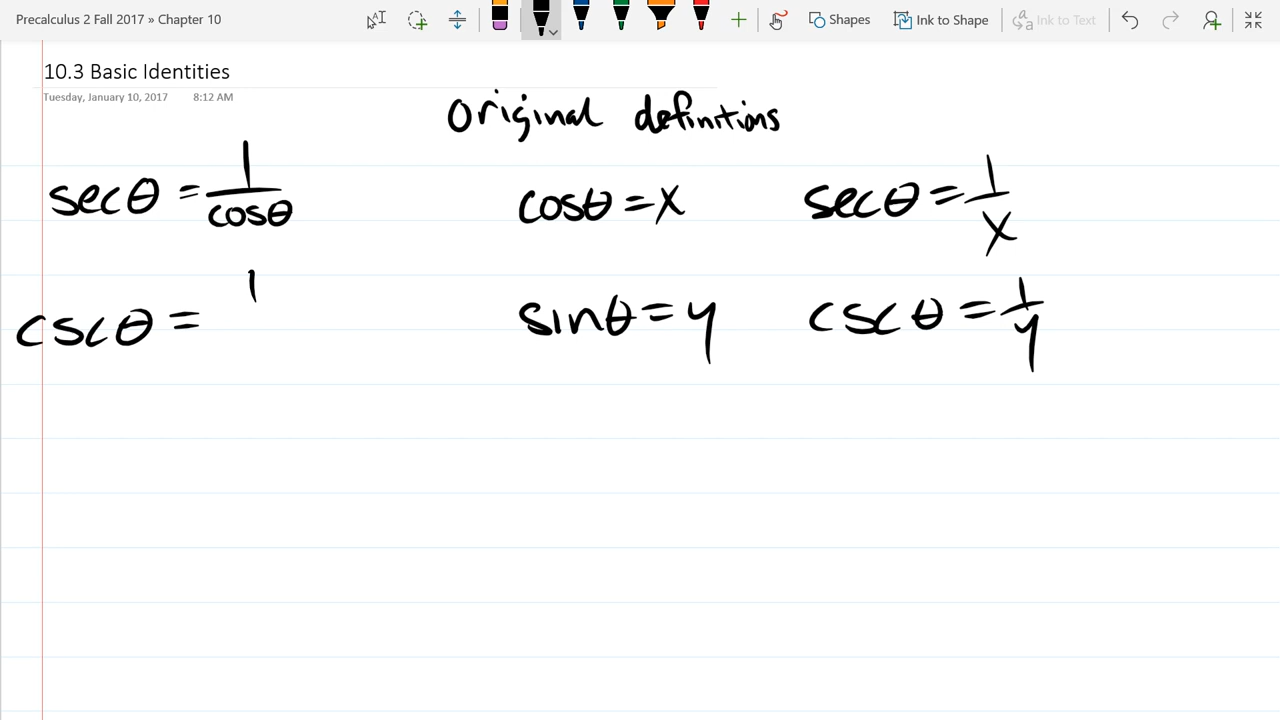 Precalculus 2 Fall 2017 » Chapter 10
Shapes Ink to Shape Ink to Text
10.3 Basic Identities
Tuesday, January 10, 2017 8:12 AM
Original definitions
secθ = 1/cosθ cosθ = x secθ = 1/x
cscθ = 1 sinθ = y cscθ = 1/y